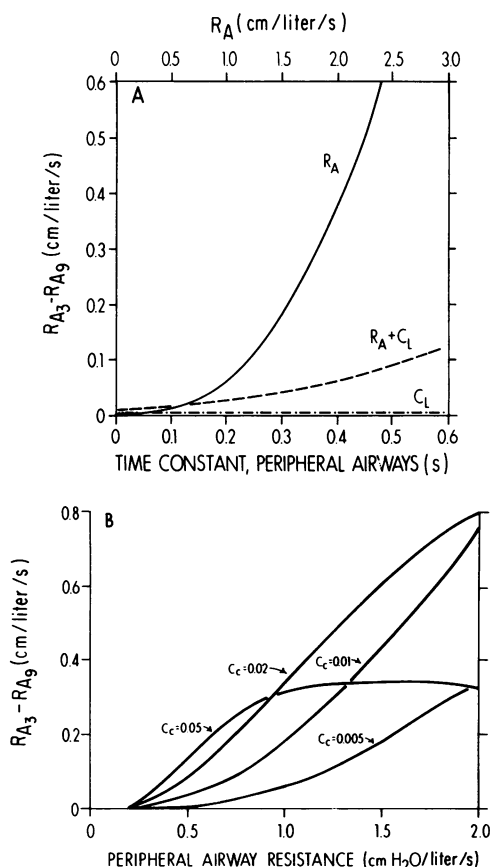 R_A (cm/liter/s)
0 0.5 1.0 1.5 2.0 2.5 3.0
A
0.6
0.5
0.4
0.3
0.2
0.1
0
R_A3-R_A9 (cm/liter/s)
R_A
R_A+C_L
C_L
0 0.1 0.2 0.3 0.4 0.5 0.6
TIME CONSTANT, PERIPHERAL AIRWAYS (s)
B
0.8
0.6
0.4
0.2
0
R_A3-R_A9 (cm/liter/s)
C_c=0.02
C_c=0.01
C_c=0.05
C_c=0.005
0 0.5 1.0 1.5 2.0
PERIPHERAL AIRWAY RESISTANCE (cm H2O/liter/s)